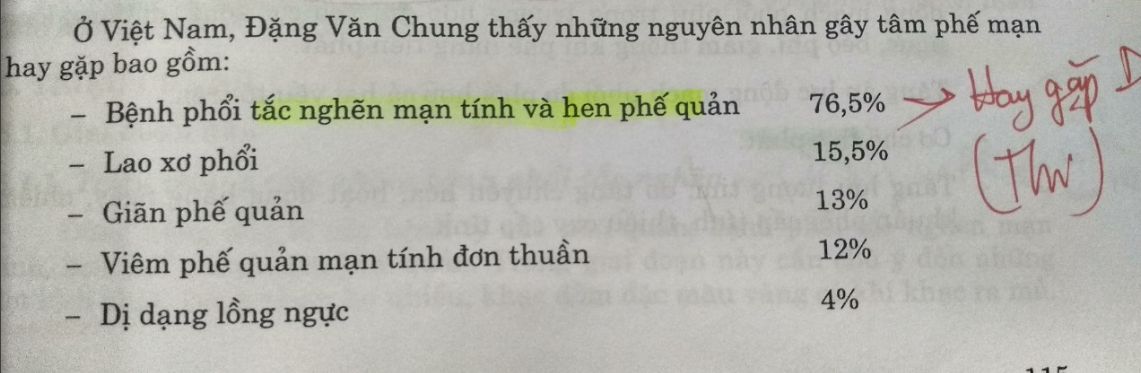 Ở Việt Nam, Đặng Văn Chung thấy những nguyên nhân gây tâm phế mạn
hay gặp bao gồm:
– Bệnh phổi tắc nghẽn mạn tính và hen phế quản 76,5% → Hay gặp
– Lao xơ phổi 15,5%
– Giãn phế quản 13%
– Viêm phế quản mạn tính đơn thuần 12%
– Dị dạng lồng ngực 4%